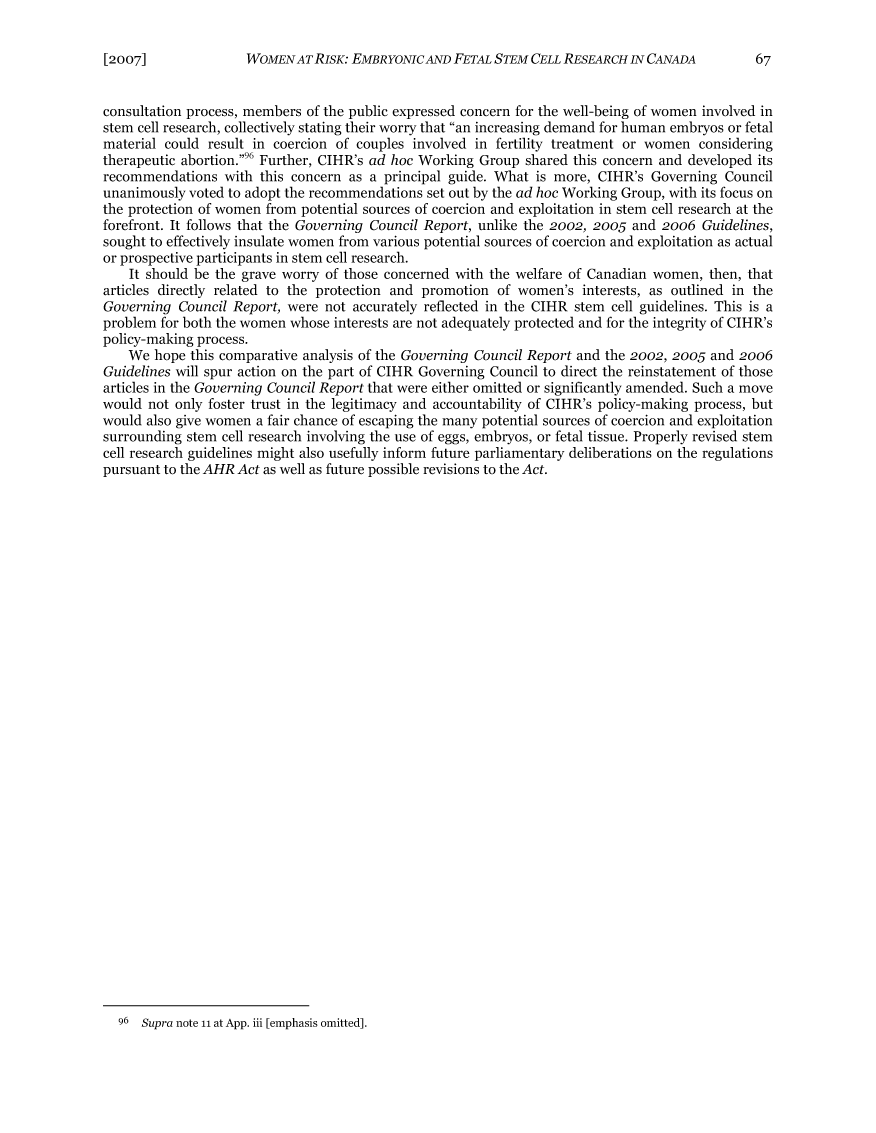 [2007] WOMEN AT RISK: EMBRYONIC AND FETAL STEM CELL RESEARCH IN CANADA 67
consultation process, members of the public expressed concern for the well-being of women involved in
stem cell research, collectively stating their worry that “an increasing demand for human embryos or fetal
material could result in coercion of couples involved in fertility treatment or women considering
therapeutic abortion.”96 Further, CIHR’s ad hoc Working Group shared this concern and developed its
recommendations with this concern as a principal guide. What is more, CIHR’s Governing Council
unanimously voted to adopt the recommendations set out by the ad hoc Working Group, with its focus on
the protection of women from potential sources of coercion and exploitation in stem cell research at the
forefront. It follows that the Governing Council Report, unlike the 2002, 2005 and 2006 Guidelines,
sought to effectively insulate women from various potential sources of coercion and exploitation as actual
or prospective participants in stem cell research.
It should be the grave worry of those concerned with the welfare of Canadian women, then, that
articles directly related to the protection and promotion of women’s interests, as outlined in the
Governing Council Report, were not accurately reflected in the CIHR stem cell guidelines. This is a
problem for both the women whose interests are not adequately protected and for the integrity of CIHR’s
policy-making process.
We hope this comparative analysis of the Governing Council Report and the 2002, 2005 and 2006
Guidelines will spur action on the part of CIHR Governing Council to direct the reinstatement of those
articles in the Governing Council Report that were either omitted or significantly amended. Such a move
would not only foster trust in the legitimacy and accountability of CIHR’s policy-making process, but
would also give women a fair chance of escaping the many potential sources of coercion and exploitation
surrounding stem cell research involving the use of eggs, embryos, or fetal tissue. Properly revised stem
cell research guidelines might also usefully inform future parliamentary deliberations on the regulations
pursuant to the AHR Act as well as future possible revisions to the Act.
96 Supra note 11 at App. iii [emphasis omitted].